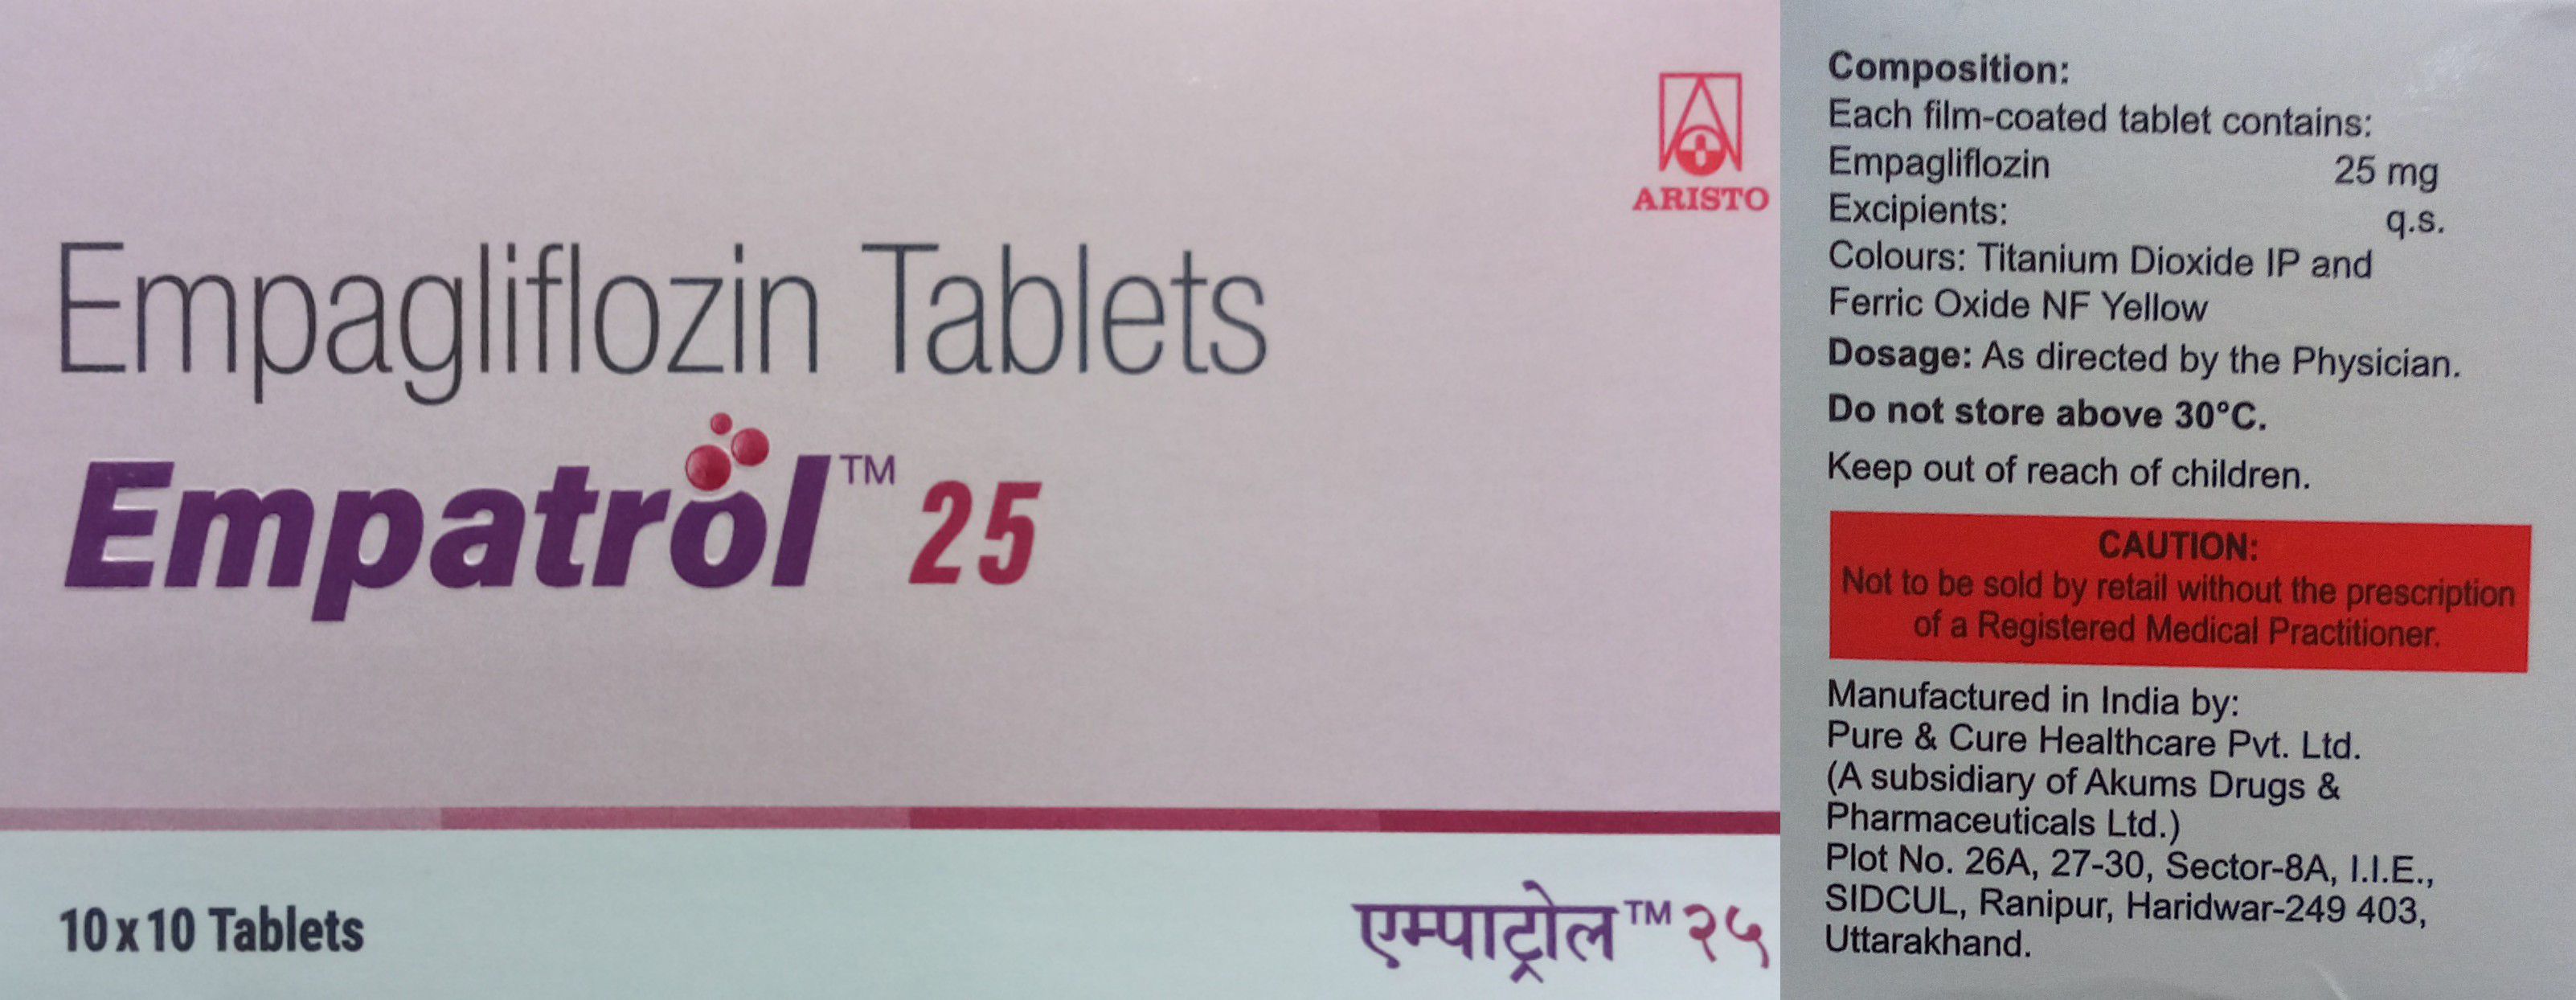 ARISTO
Empagliflozin Tablets
Empatrol™ 25
10 x 10 Tablets
एम्पाट्रोल™ २५
Composition:
Each film-coated tablet contains:
Empagliflozin 25 mg
Excipients: q.s.
Colours: Titanium Dioxide IP and
Ferric Oxide NF Yellow
Dosage: As directed by the Physician.
Do not store above 30°C.
Keep out of reach of children.
CAUTION:
Not to be sold by retail without the prescription
of a Registered Medical Practitioner.
Manufactured in India by:
Pure & Cure Healthcare Pvt. Ltd.
(A subsidiary of Akums Drugs &
Pharmaceuticals Ltd.)
Plot No. 26A, 27-30, Sector-8A, I.I.E.,
SIDCUL, Ranipur, Haridwar-249 403,
Uttarakhand.